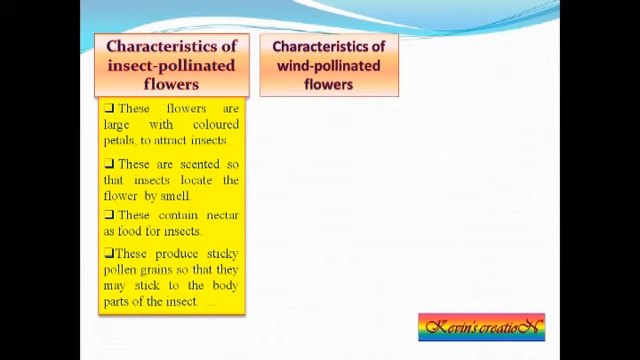 Characteristics of
insect-pollinated
flowers
Characteristics of
wind-pollinated
flowers
❑ These flowers are
large with coloured
petals, to attract insects.
❑ These are scented so
that insects locate the
flower by smell.
❑ These contain nectar
as food for insects.
❑These produce sticky
pollen grains so that they
may stick to the body
parts of the insect. ...
Kevin's creatioN